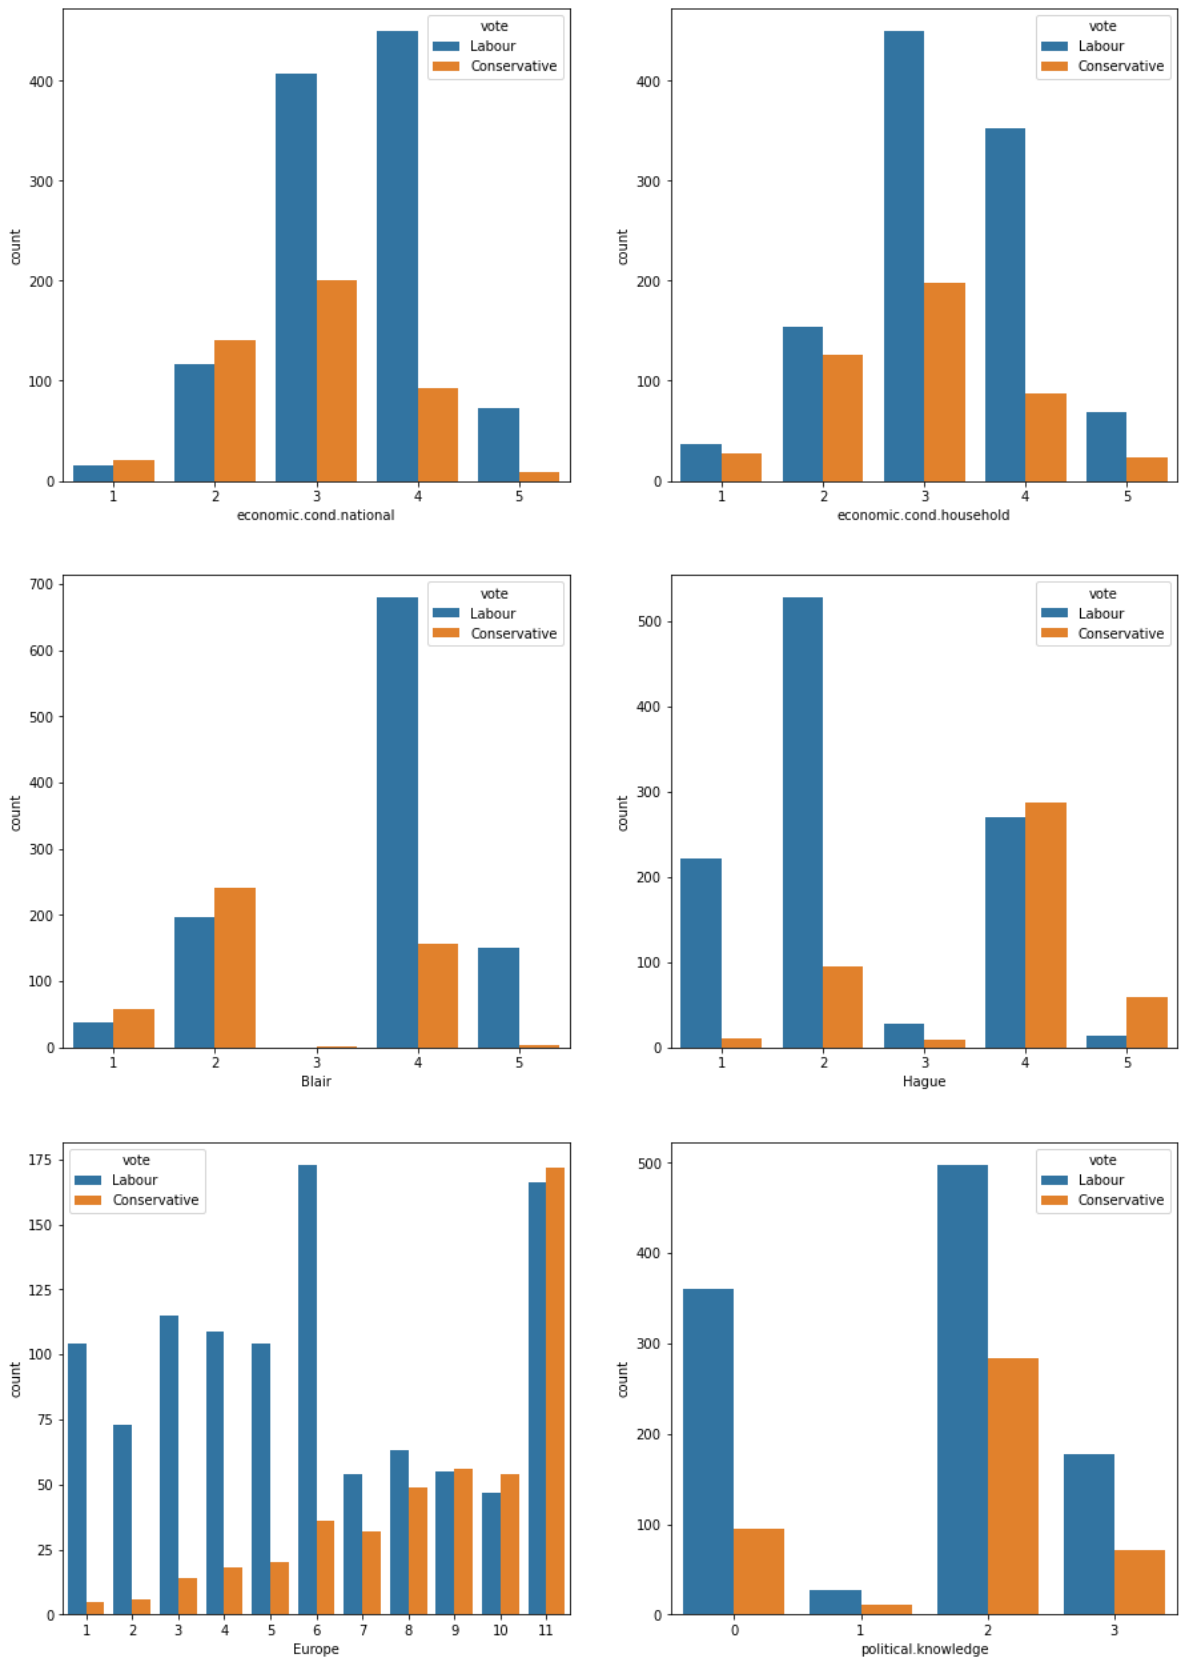 vote
Labour
Conservative
400
300
200
100
0
count
1 2 3 4 5
economic.cond.national
vote
Labour
Conservative
400
300
200
100
0
count
1 2 3 4 5
economic.cond.household
vote
Labour
Conservative
700
600
500
400
300
200
100
0
count
1 2 3 4 5
Blair
vote
Labour
Conservative
500
400
300
200
100
0
count
1 2 3 4 5
Hague
vote
Labour
Conservative
175
150
125
100
75
50
25
0
count
1 2 3 4 5 6 7 8 9 10 11
Europe
vote
Labour
Conservative
500
400
300
200
100
0
count
0 1 2 3
political.knowledge